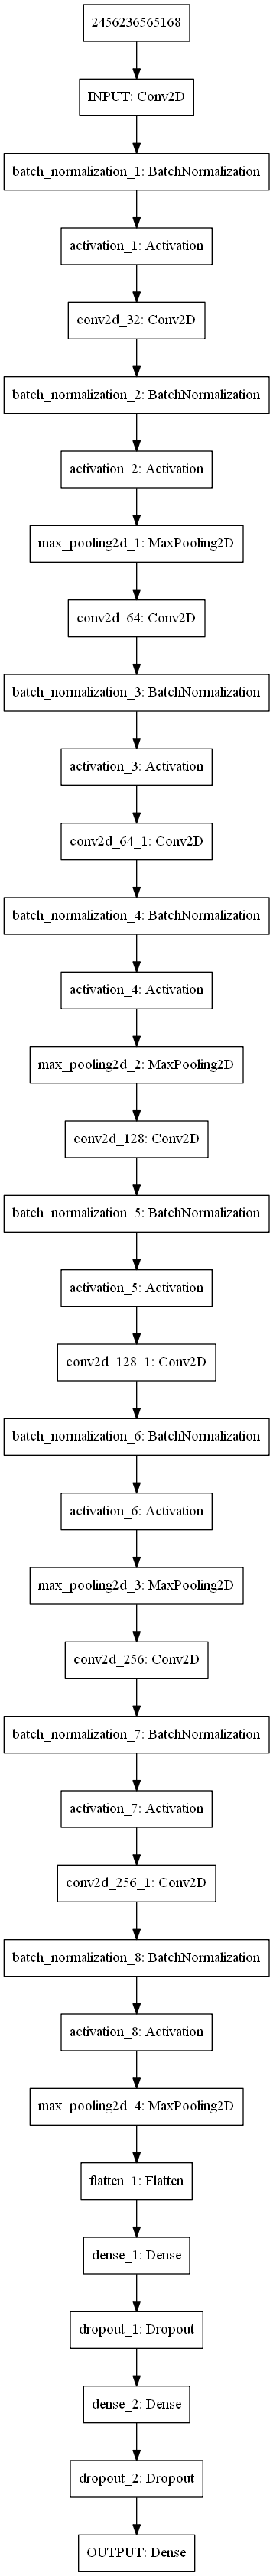 2456236565168
INPUT: Conv2D
batch_normalization_1: BatchNormalization
activation_1: Activation
conv2d_32: Conv2D
batch_normalization_2: BatchNormalization
activation_2: Activation
max_pooling2d_1: MaxPooling2D
conv2d_64: Conv2D
batch_normalization_3: BatchNormalization
activation_3: Activation
conv2d_64_1: Conv2D
batch_normalization_4: BatchNormalization
activation_4: Activation
max_pooling2d_2: MaxPooling2D
conv2d_128: Conv2D
batch_normalization_5: BatchNormalization
activation_5: Activation
conv2d_128_1: Conv2D
batch_normalization_6: BatchNormalization
activation_6: Activation
max_pooling2d_3: MaxPooling2D
conv2d_256: Conv2D
batch_normalization_7: BatchNormalization
activation_7: Activation
conv2d_256_1: Conv2D
batch_normalization_8: BatchNormalization
activation_8: Activation
max_pooling2d_4: MaxPooling2D
flatten_1: Flatten
dense_1: Dense
dropout_1: Dropout
dense_2: Dense
dropout_2: Dropout
OUTPUT: Dense